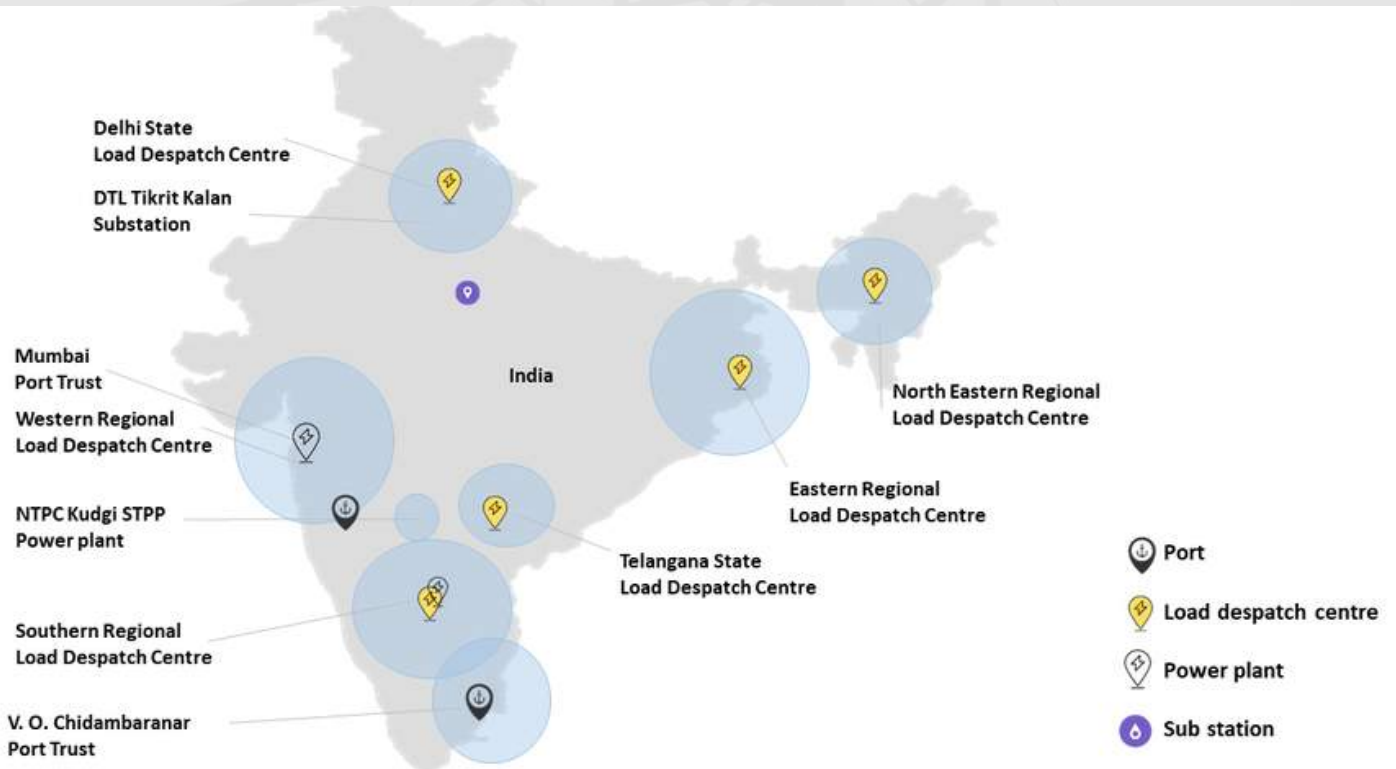 Delhi State
Load Despatch Centre
DTL Tikrit Kalan
Substation
Mumbai
Port Trust
Western Regional
Load Despatch Centre
NTPC Kudgi STPP
Power plant
Southern Regional
Load Despatch Centre
V. O. Chidambaranar
Port Trust
India
North Eastern Regional
Load Despatch Centre
Eastern Regional
Load Despatch Centre
Telangana State
Load Despatch Centre
Port
Load despatch centre
Power plant
Sub station